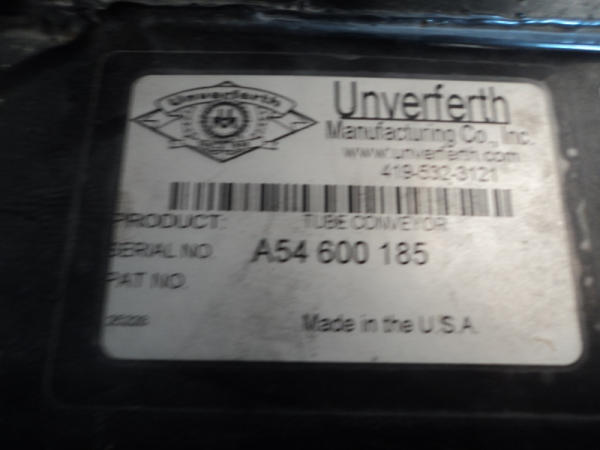 Unverferth
Unverferth
Manufacturing Co., Inc.
www.unverferth.com
419-532-3121
PRODUCT: TUBE CONVEYOR
SERIAL NO. A54 600 185
PAT NO.
Made in the U.S.A.